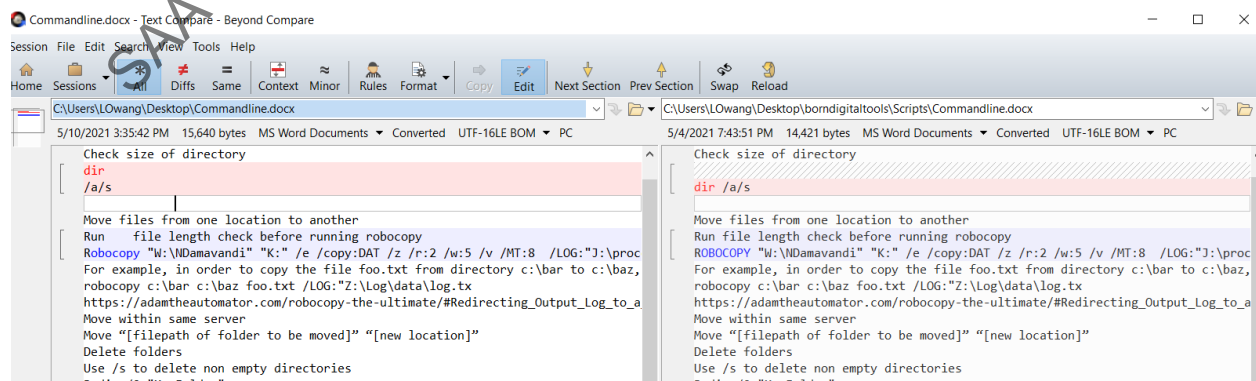 Commandline.docx - Text Compare - Beyond Compare
Session File Edit Search View Tools Help
Home Sessions All Diffs Same Context Minor Rules Format Copy Edit Next Section Prev Section Swap Reload
C:\Users\LOwang\Desktop\Commandline.docx
5/10/2021 3:35:42 PM 15,640 bytes MS Word Documents Converted UTF-16LE BOM PC
Check size of directory
dir
/a/s
Move files from one location to another
Run file length check before running robocopy
Robocopy "W:\NDamavandi" "K:" /e /copy:DAT /z /r:2 /w:5 /v /MT:8 /LOG:"J:\proc
For example, in order to copy the file foo.txt from directory c:\bar to c:\baz,
robocopy c:\bar c:\baz foo.txt /LOG:"Z:\Log\data\log.tx
https://adamtheautomator.com/robocopy-the-ultimate/#Redirecting_Output_Log_to_a_
Move within same server
Move “[filepath of folder to be moved]” “[new location]”
Delete folders
Use /s to delete non empty directories
C:\Users\LOwang\Desktop\borndigitaltools\Scripts\Commandline.docx
5/4/2021 7:43:51 PM 14,421 bytes MS Word Documents Converted UTF-16LE BOM PC
Check size of directory
dir /a/s
Move files from one location to another
Run file length check before running robocopy
ROBOCOPY "W:\NDamavandi" "K:" /e /copy:DAT /z /r:2 /w:5 /v /MT:8 /LOG:"J:\proc
For example, in order to copy the file foo.txt from directory c:\bar to c:\baz,
robocopy c:\bar c:\baz foo.txt /LOG:"Z:\Log\data\log.tx
https://adamtheautomator.com/robocopy-the-ultimate/#Redirecting_Output_Log_to_a
Move within same server
Move “[filepath of folder to be moved]” “[new location]”
Delete folders
Use /s to delete non empty directories
SAA